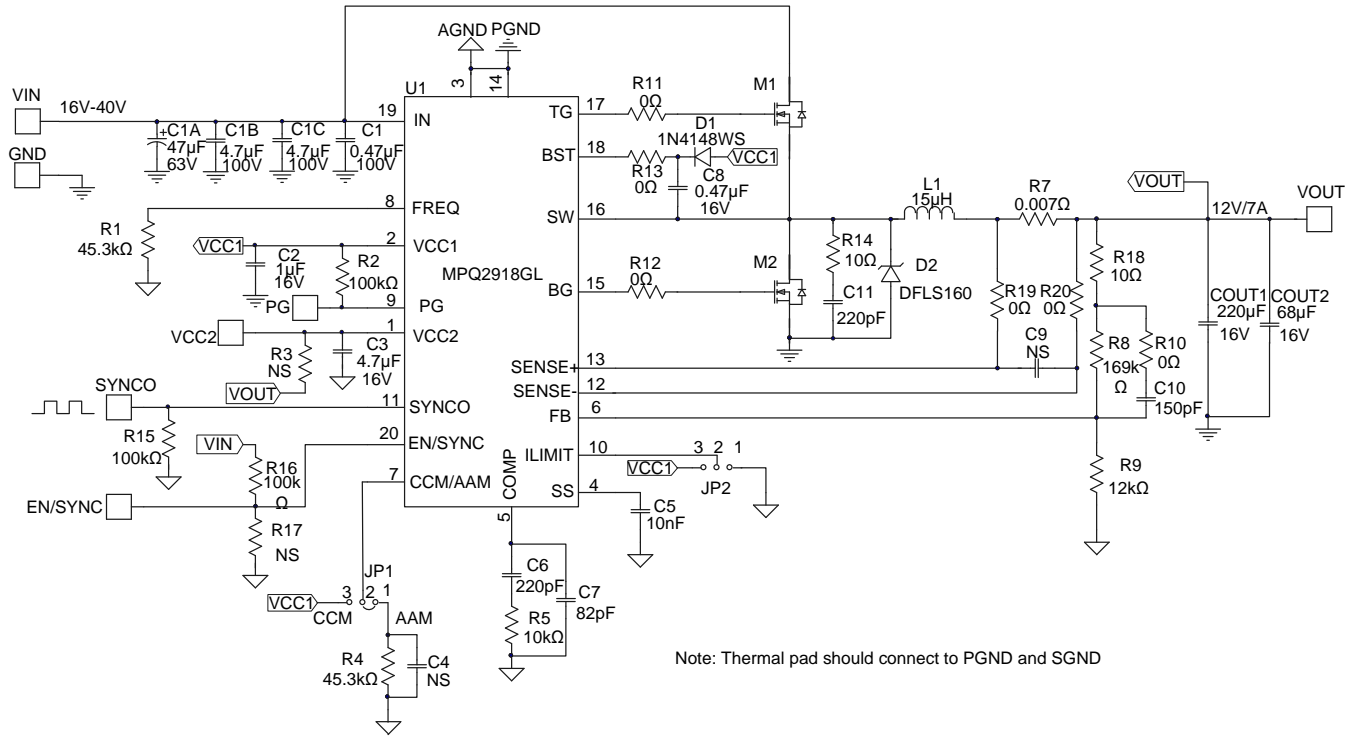 AGND PGND
3
14
U1
VIN
16V-40V
GND
+C1A
47µF
63V
C1B
4.7µF
100V
C1C
4.7µF
100V
C1
0.47µF
100V
19
IN
R1
45.3kΩ
8
FREQ
VCC1
2
VCC1
C2
1µF
16V
R2
100kΩ
PG
9
PG
VCC2
1
VCC2
R3
NS
C3
4.7µF
16V
VOUT
SYNCO
11
SYNCO
R15
100kΩ
VIN
20
EN/SYNC
R16
100k
Ω
EN/SYNC
7
CCM/AAM
R17
NS
JP1
VCC1
3
2
1
CCM
AAM
R4
45.3kΩ
C4
NS
MPQ2918GL
COMP
5
C6
220pF
R5
10kΩ
C7
82pF
TG
17
R11
0Ω
M1
BST
18
R13
0Ω
D1
1N4148WS
VCC1
C8
0.47µF
16V
SW
16
L1
15µH
R7
0.007Ω
VOUT
12V/7A
VOUT
R14
10Ω
C11
220pF
D2
DFLS160
BG
15
R12
0Ω
M2
R19
0Ω
R20
0Ω
C9
NS
R18
10Ω
R8
169k
Ω
R10
0Ω
C10
150pF
COUT1
220µF
16V
COUT2
68µF
16V
SENSE+
13
SENSE-
12
FB
6
R9
12kΩ
ILIMIT
10
VCC1
3
2
1
JP2
SS
4
C5
10nF
Note: Thermal pad should connect to PGND and SGND